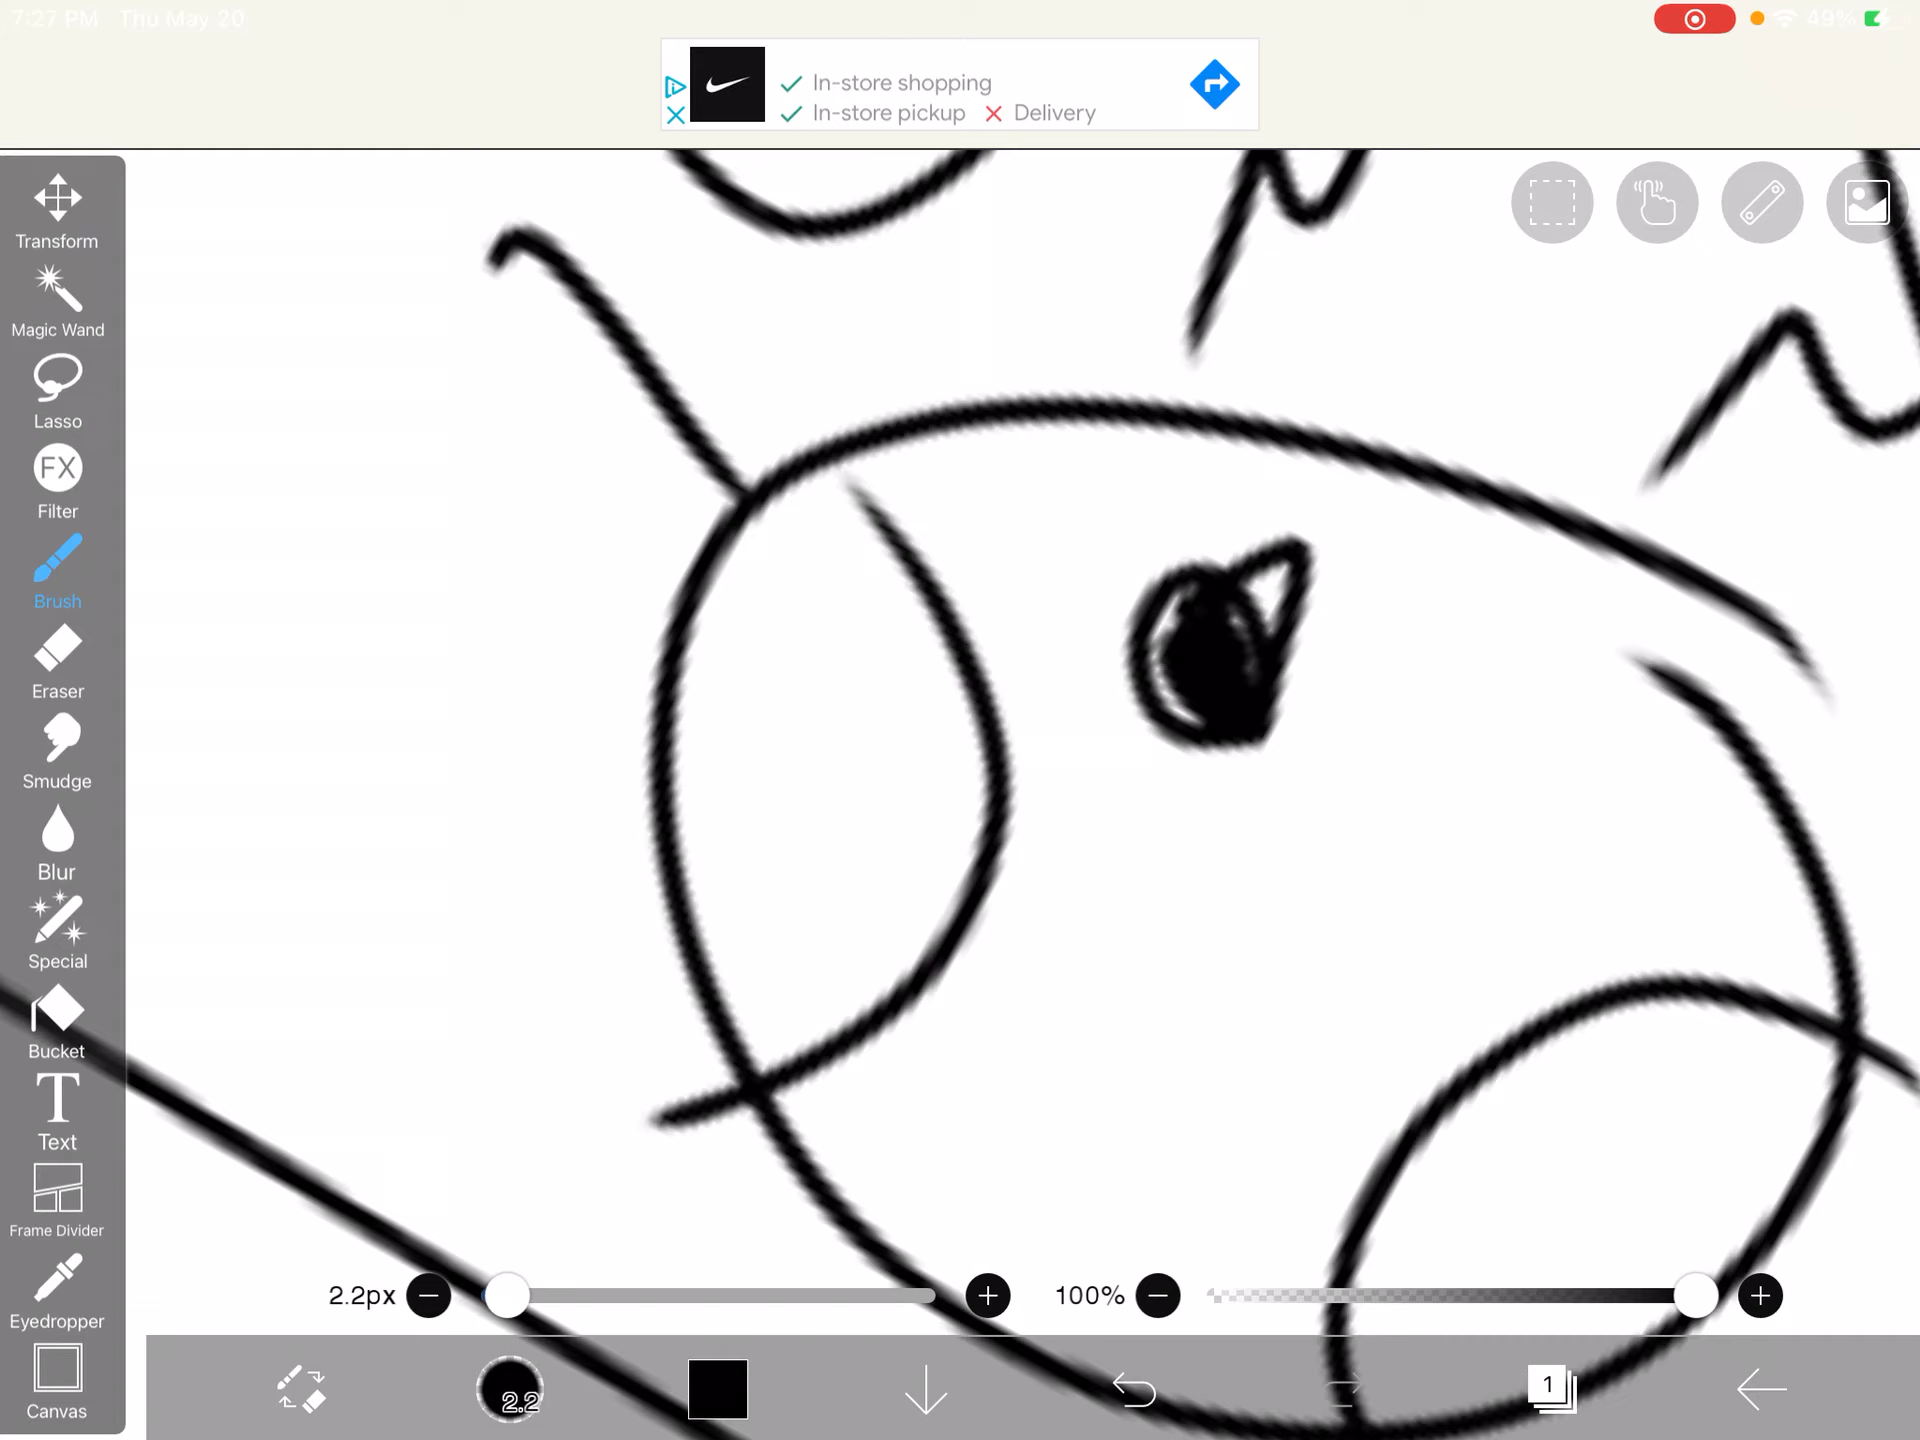 7:27 PM Thu May 20
49%
In-store shopping
In-store pickup Delivery
Transform
Magic Wand
Lasso
FX
Filter
Brush
Eraser
Smudge
Blur
Special
Bucket
T
Text
Frame Divider
Eyedropper
Canvas
2.2px
100%
2.2
1